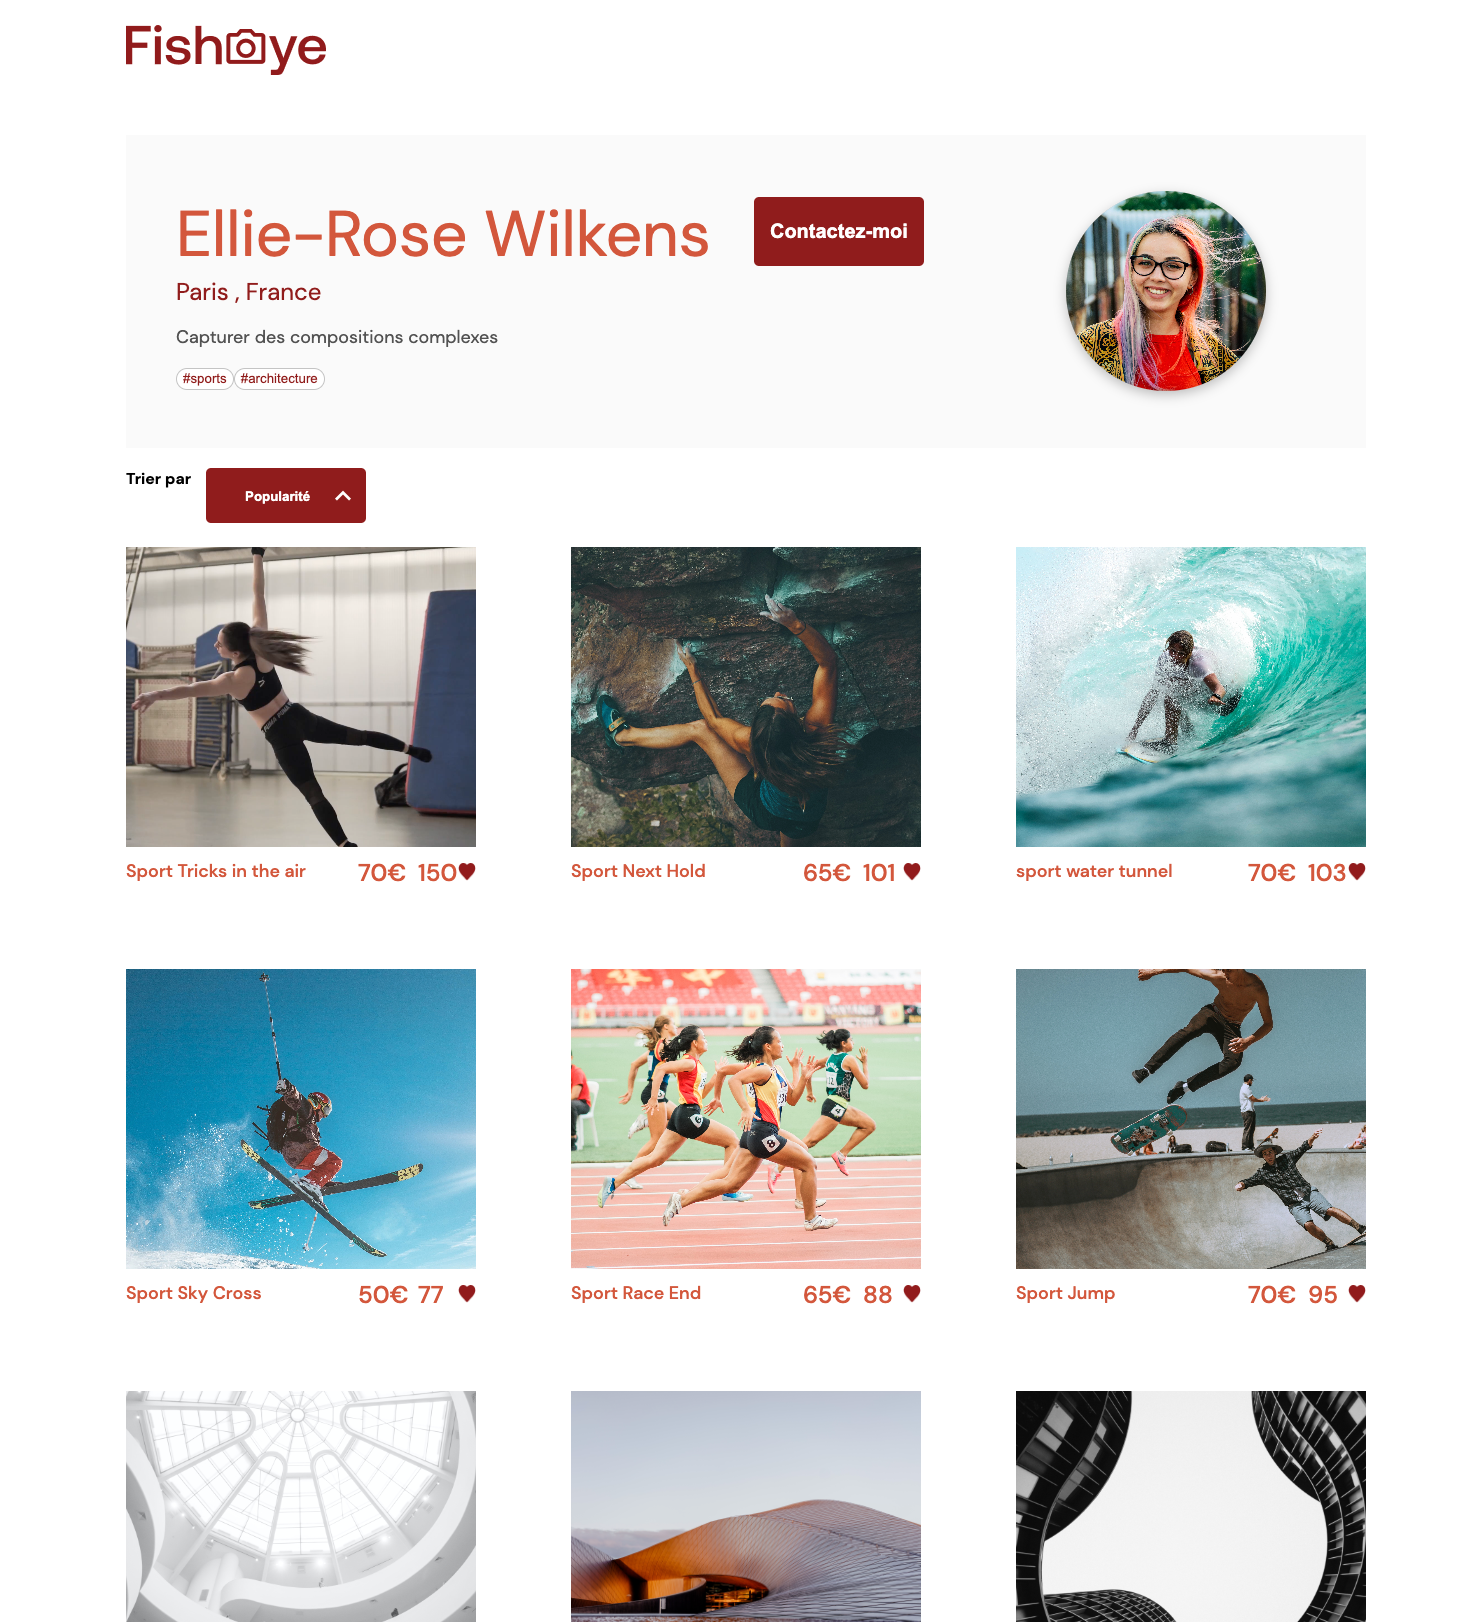 Fisheye
Ellie-Rose Wilkens
Contactez-moi
Paris , France
Capturer des compositions complexes
#sports #architecture
Trier par
Popularité
Sport Tricks in the air 70€ 150
Sport Next Hold 65€ 101
sport water tunnel 70€ 103
Sport Sky Cross 50€ 77
Sport Race End 65€ 88
Sport Jump 70€ 95